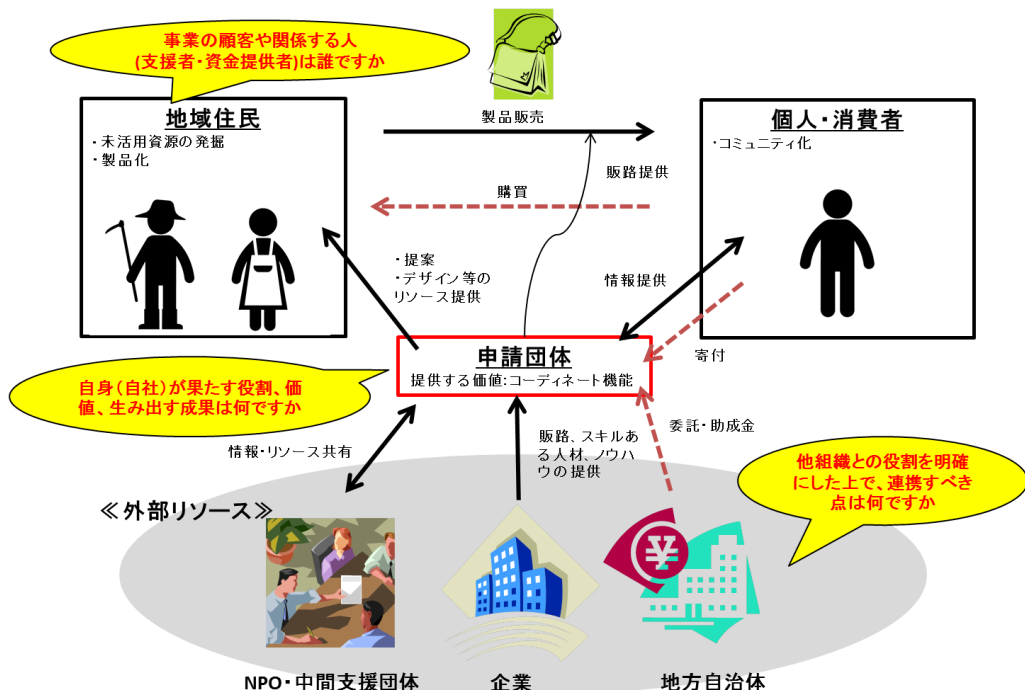 事業の顧客や関係する人
(支援者・資金提供者)は誰ですか
地域住民
・未活用資源の発掘
・製品化
製品販売
個人・消費者
・コミュニティ化
販路提供
購買
・提案
・デザイン等の
リソース提供
情報提供
寄付
申請団体
提供する価値:コーディネート機能
自身(自社)が果たす役割、価
値、生み出す成果は何ですか
情報・リソース共有
販路、スキルあ
る人材、ノウハ
ウの提供
委託・助成金
他組織との役割を明確
にした上で、連携すべき
点は何ですか
≪外部リソース≫
¥
NPO・中間支援団体
企業
地方自治体